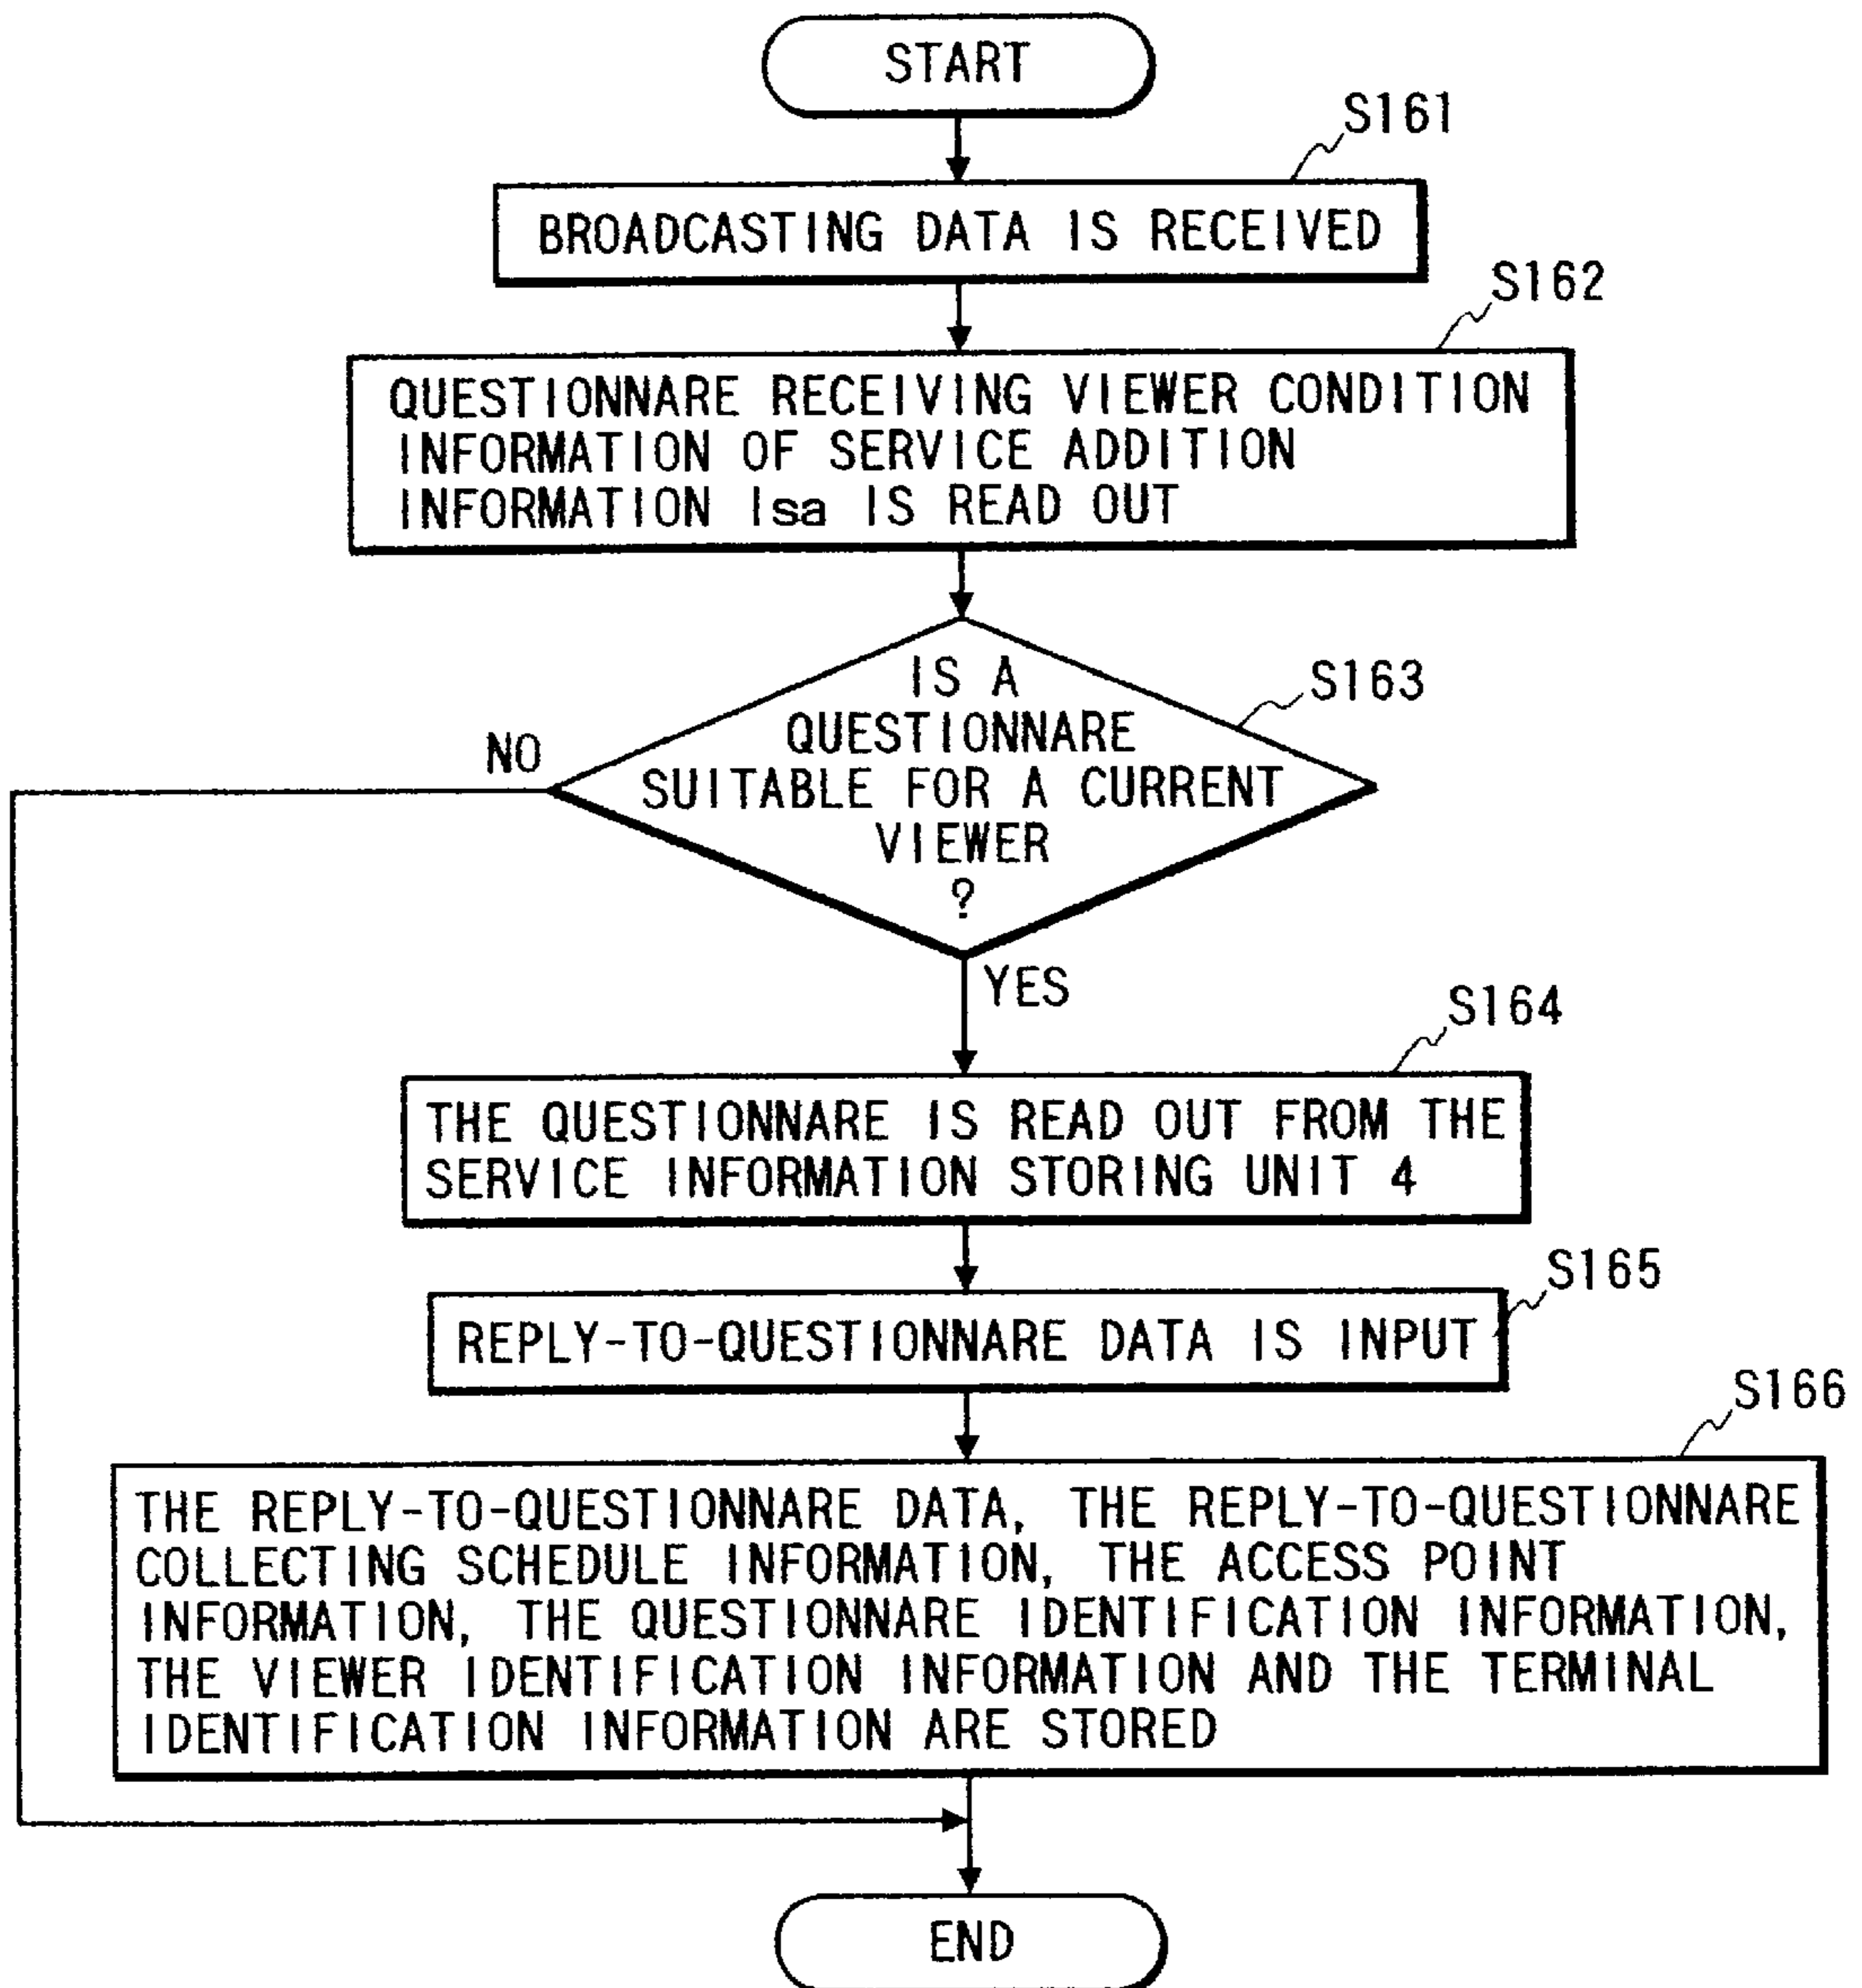 START
S161
BROADCASTING DATA IS RECEIVED
S162
QUESTIONNARE RECEIVING VIEWER CONDITION
INFORMATION OF SERVICE ADDITION
INFORMATION Isa IS READ OUT
S163
IS A
QUESTIONNARE
SUITABLE FOR A CURRENT
VIEWER
?
NO
YES
S164
THE QUESTIONNARE IS READ OUT FROM THE
SERVICE INFORMATION STORING UNIT 4
S165
REPLY-TO-QUESTIONNARE DATA IS INPUT
S166
THE REPLY-TO-QUESTIONNARE DATA, THE REPLY-TO-QUESTIONNARE
COLLECTING SCHEDULE INFORMATION, THE ACCESS POINT
INFORMATION, THE QUESTIONNARE IDENTIFICATION INFORMATION,
THE VIEWER IDENTIFICATION INFORMATION AND THE TERMINAL
IDENTIFICATION INFORMATION ARE STORED
END